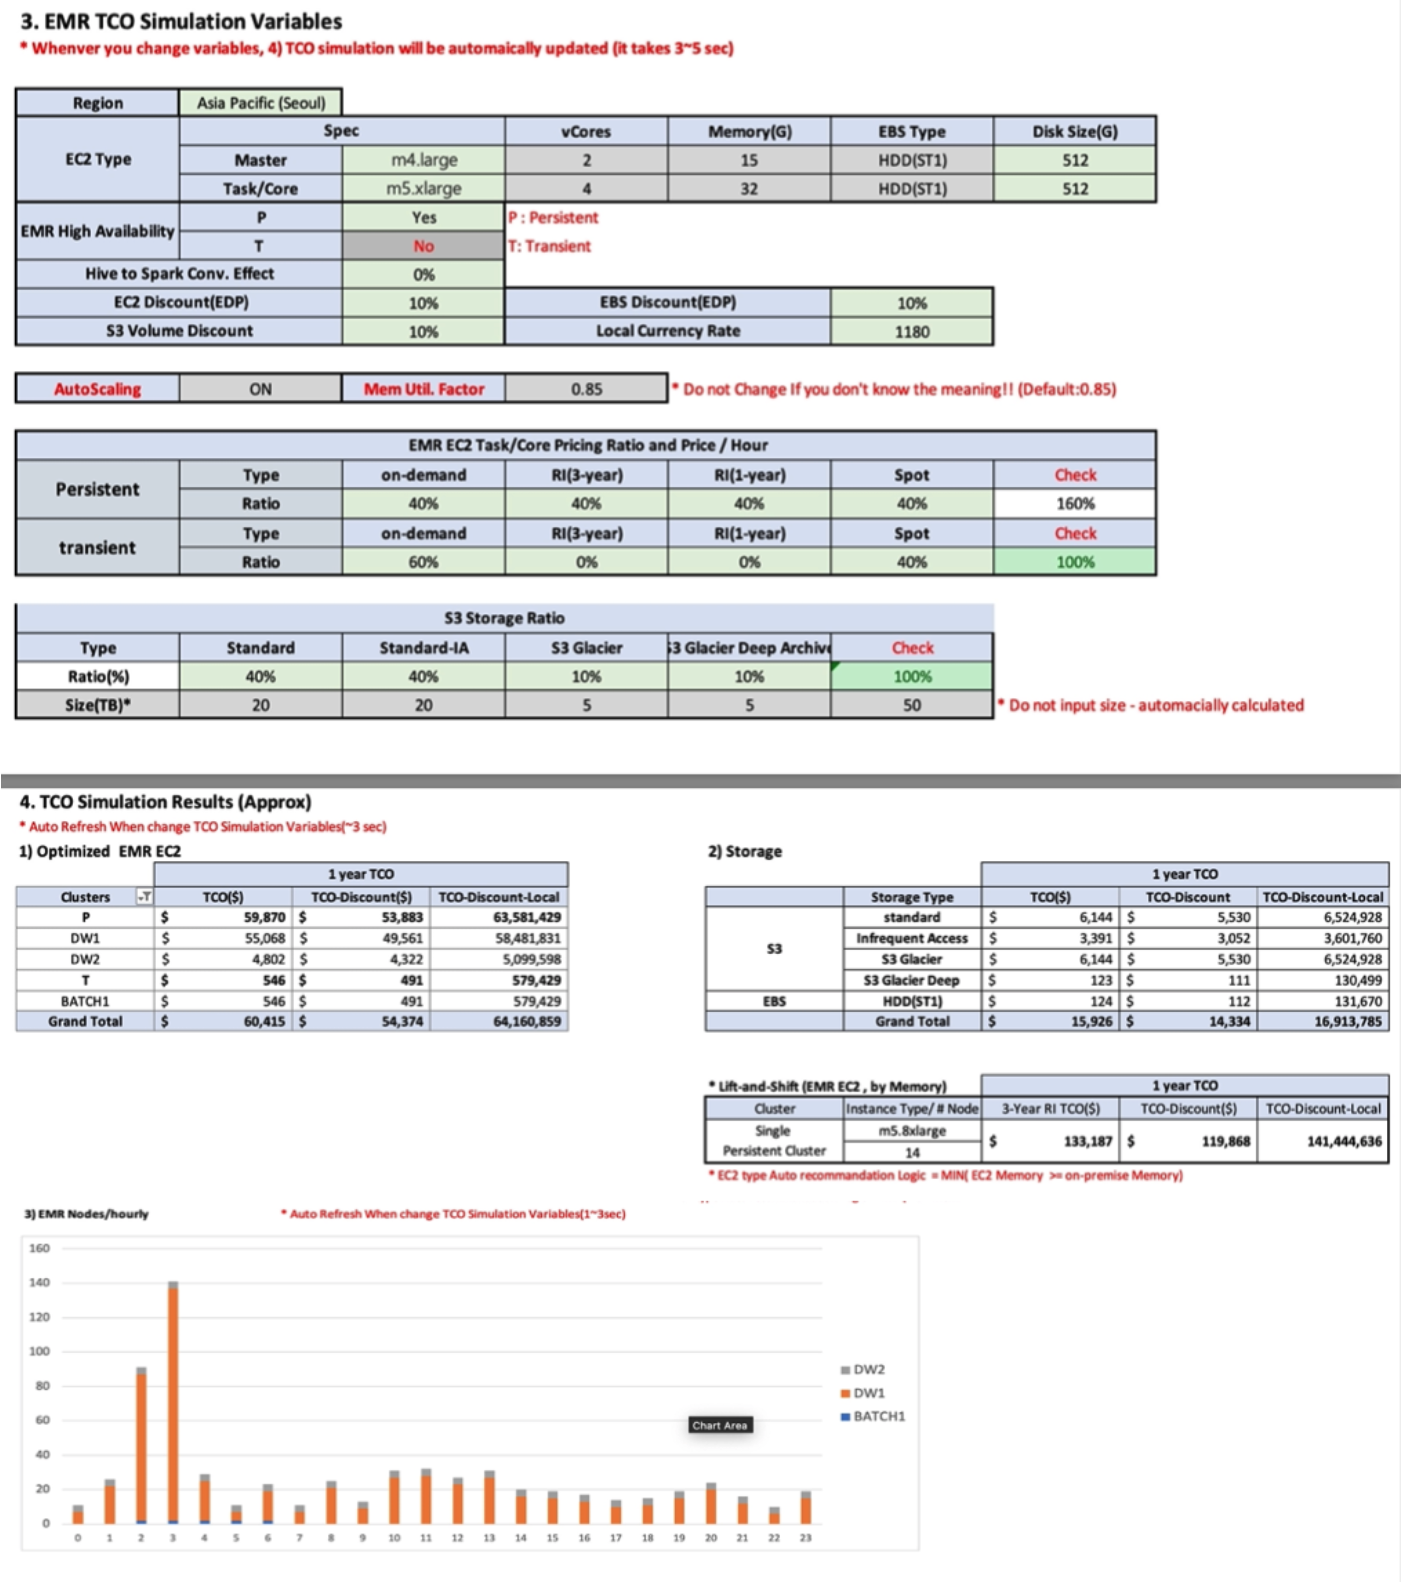 3. EMR TCO Simulation Variables
* Whenver you change variables, 4) TCO simulation will be automaically updated (it takes 3~5 sec)
Region Asia Pacific (Seoul)
EC2 Type Spec vCores Memory(G) EBS Type Disk Size(G)
Master m4.large 2 15 HDD(ST1) 512
Task/Core m5.xlarge 4 32 HDD(ST1) 512
EMR High Availability P Yes P : Persistent
T No T: Transient
Hive to Spark Conv. Effect 0%
EC2 Discount(EDP) 10% EBS Discount(EDP) 10%
S3 Volume Discount 10% Local Currency Rate 1180
AutoScaling ON Mem Util. Factor 0.85 * Do not Change If you don't know the meaning!! (Default:0.85)
EMR EC2 Task/Core Pricing Ratio and Price / Hour
Persistent Type on-demand RI(3-year) RI(1-year) Spot Check
Ratio 40% 40% 40% 40% 160%
transient Type on-demand RI(3-year) RI(1-year) Spot Check
Ratio 60% 0% 0% 40% 100%
S3 Storage Ratio
Type Standard Standard-IA S3 Glacier S3 Glacier Deep Archive Check
Ratio(%) 40% 40% 10% 10% 100%
Size(TB)* 20 20 5 5 50 * Do not input size - automacially calculated
4. TCO Simulation Results (Approx)
* Auto Refresh When change TCO Simulation Variables(~3 sec)
1) Optimized EMR EC2
1 year TCO
Clusters TCO($) TCO-Discount($) TCO-Discount-Local
P $ 59,870 $ 53,883 63,581,429
DW1 $ 55,068 $ 49,561 58,481,831
DW2 $ 4,802 $ 4,322 5,099,598
T $ 546 $ 491 579,429
BATCH1 $ 546 $ 491 579,429
Grand Total $ 60,415 $ 54,374 64,160,859
2) Storage
1 year TCO
Storage Type TCO($) TCO-Discount TCO-Discount-Local
S3 standard $ 6,144 $ 5,530 6,524,928
Infrequent Access $ 3,391 $ 3,052 3,601,760
S3 Glacier $ 6,144 $ 5,530 6,524,928
S3 Glacier Deep $ 123 $ 111 130,499
EBS HDD(ST1) $ 124 $ 112 131,670
Grand Total $ 15,926 $ 14,334 16,913,785
* Lift-and-Shift (EMR EC2 , by Memory) 1 year TCO
Cluster Instance Type/ # Node 3-Year RI TCO($) TCO-Discount($) TCO-Discount-Local
Single Persistent Cluster m5.8xlarge 14 $ 133,187 $ 119,868 141,444,636
* EC2 type Auto recommandation Logic = MIN( EC2 Memory >= on-premise Memory)
3) EMR Nodes/hourly * Auto Refresh When change TCO Simulation Variables(1~3sec)
160
140
120
100
80
60
40
20
0
0 1 2 3 4 5 6 7 8 9 10 11 12 13 14 15 16 17 18 19 20 21 22 23
DW2
DW1
BATCH1
Chart Area